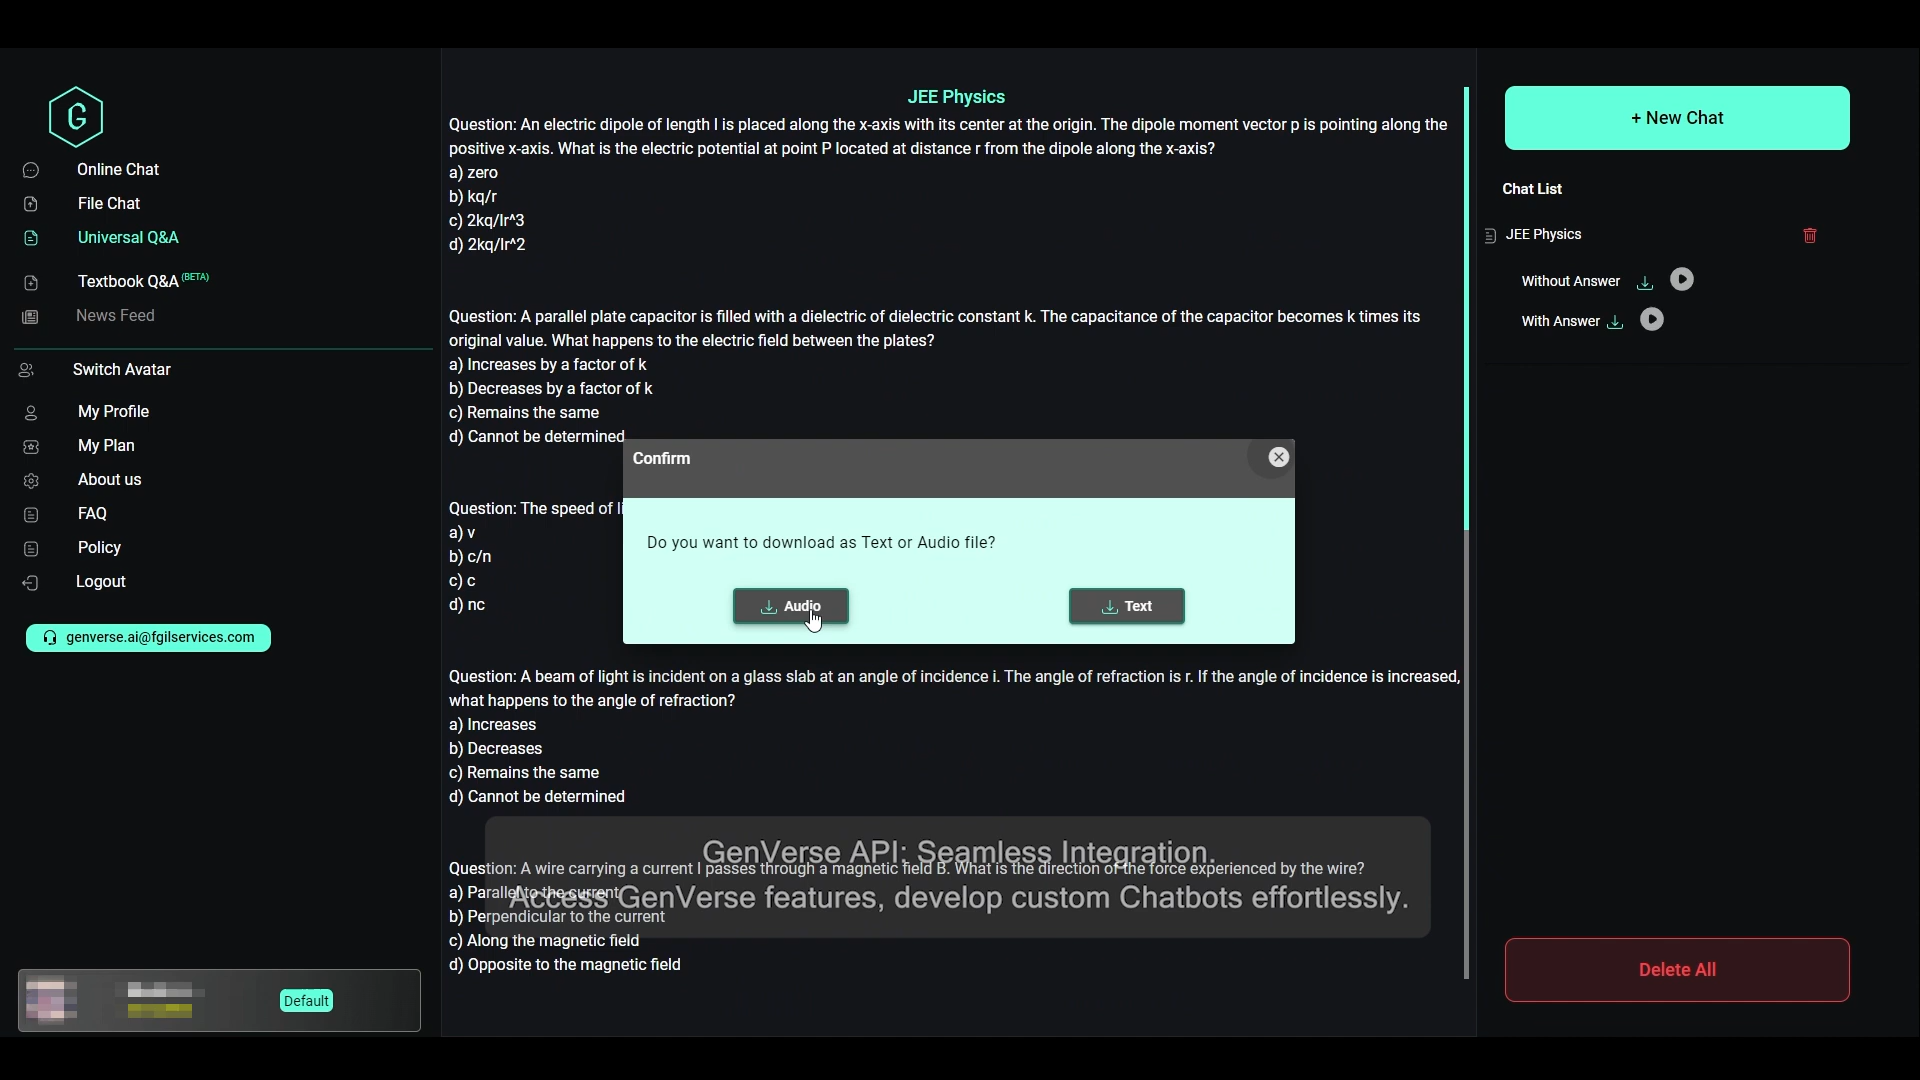 G
Online Chat
File Chat
Universal Q&A
Textbook Q&A (BETA)
News Feed
Switch Avatar
My Profile
My Plan
About us
FAQ
Policy
Logout
genverse.ai@fgilservices.com
Default
JEE Physics
Question: An electric dipole of length l is placed along the x-axis with its center at the origin. The dipole moment vector p is pointing along the
positive x-axis. What is the electric potential at point P located at distance r from the dipole along the x-axis?
a) zero
b) kq/r
c) 2kq/lr^3
d) 2kq/lr^2
Question: A parallel plate capacitor is filled with a dielectric of dielectric constant k. The capacitance of the capacitor becomes k times its
original value. What happens to the electric field between the plates?
a) Increases by a factor of k
b) Decreases by a factor of k
c) Remains the same
d) Cannot be determined
Question: The speed of
a) v
b) c/n
c) c
d) nc
Confirm
Do you want to download as Text or Audio file?
Audio
Text
Question: A beam of light is incident on a glass slab at an angle of incidence i. The angle of refraction is r. If the angle of incidence is increased,
what happens to the angle of refraction?
a) Increases
b) Decreases
c) Remains the same
d) Cannot be determined
Question: A wire carrying a current I passes through a magnetic field B. What is the direction of the force experienced by the wire?
a) Parallel to the current
b) Perpendicular to the current
c) Along the magnetic field
d) Opposite to the magnetic field
GenVerse API: Seamless Integration.
Access GenVerse features, develop custom Chatbots effortlessly.
+ New Chat
Chat List
JEE Physics
Without Answer
With Answer
Delete All